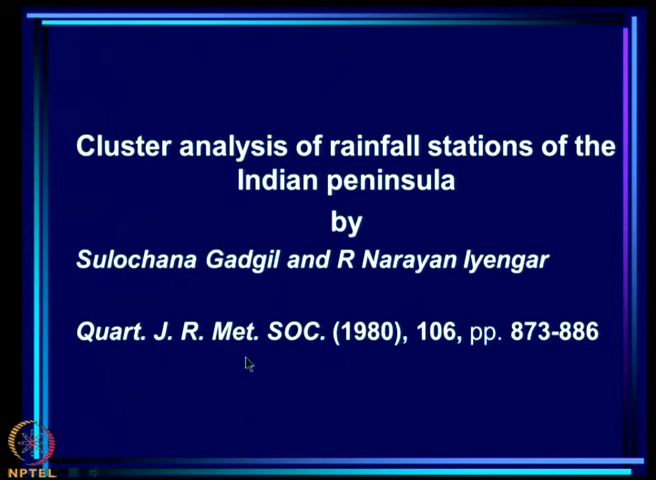 Cluster analysis of rainfall stations of the
Indian peninsula
by
Sulochana Gadgil and R Narayan Iyengar
Quart. J. R. Met. SOC. (1980), 106, pp. 873-886
NPTEL